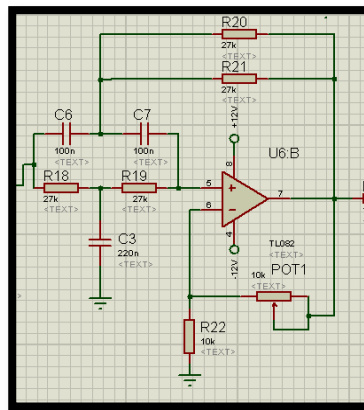 R20
27k
<TEXT>
R21
27k
<TEXT>
+12V
C6
100n
<TEXT>
C7
100n
<TEXT>
U6:B
8
R18
27k
<TEXT>
R19
27k
<TEXT>
5
6
7
4
-12V
TL082
<TEXT>
C3
220n
<TEXT>
POT1
10k
<TEXT>
R22
10k
<TEXT>